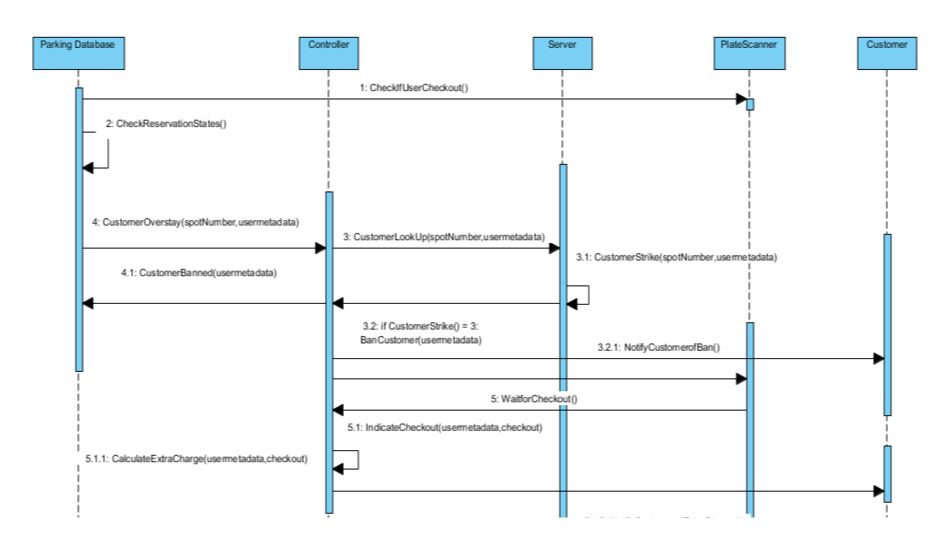 Parking Database
Controller
Server
PlateScanner
Customer
1: CheckIfUserCheckout()
2: CheckReservationStates()
4: CustomerOverstay(spotNumber,usermetadata)
3: CustomerLookUp(spotNumber,usermetadata)
3.1: CustomerStrike(spotNumber,usermetadata)
4.1: CustomerBanned(usermetadata)
3.2: if CustomerStrike() = 3:
BanCustomer(usermetadata)
3.2.1: NotifyCustomerofBan()
5: WaitforCheckout()
5.1: IndicateCheckout(usermetadata,checkout)
5.1.1: CalculateExtraCharge(usermetadata,checkout)